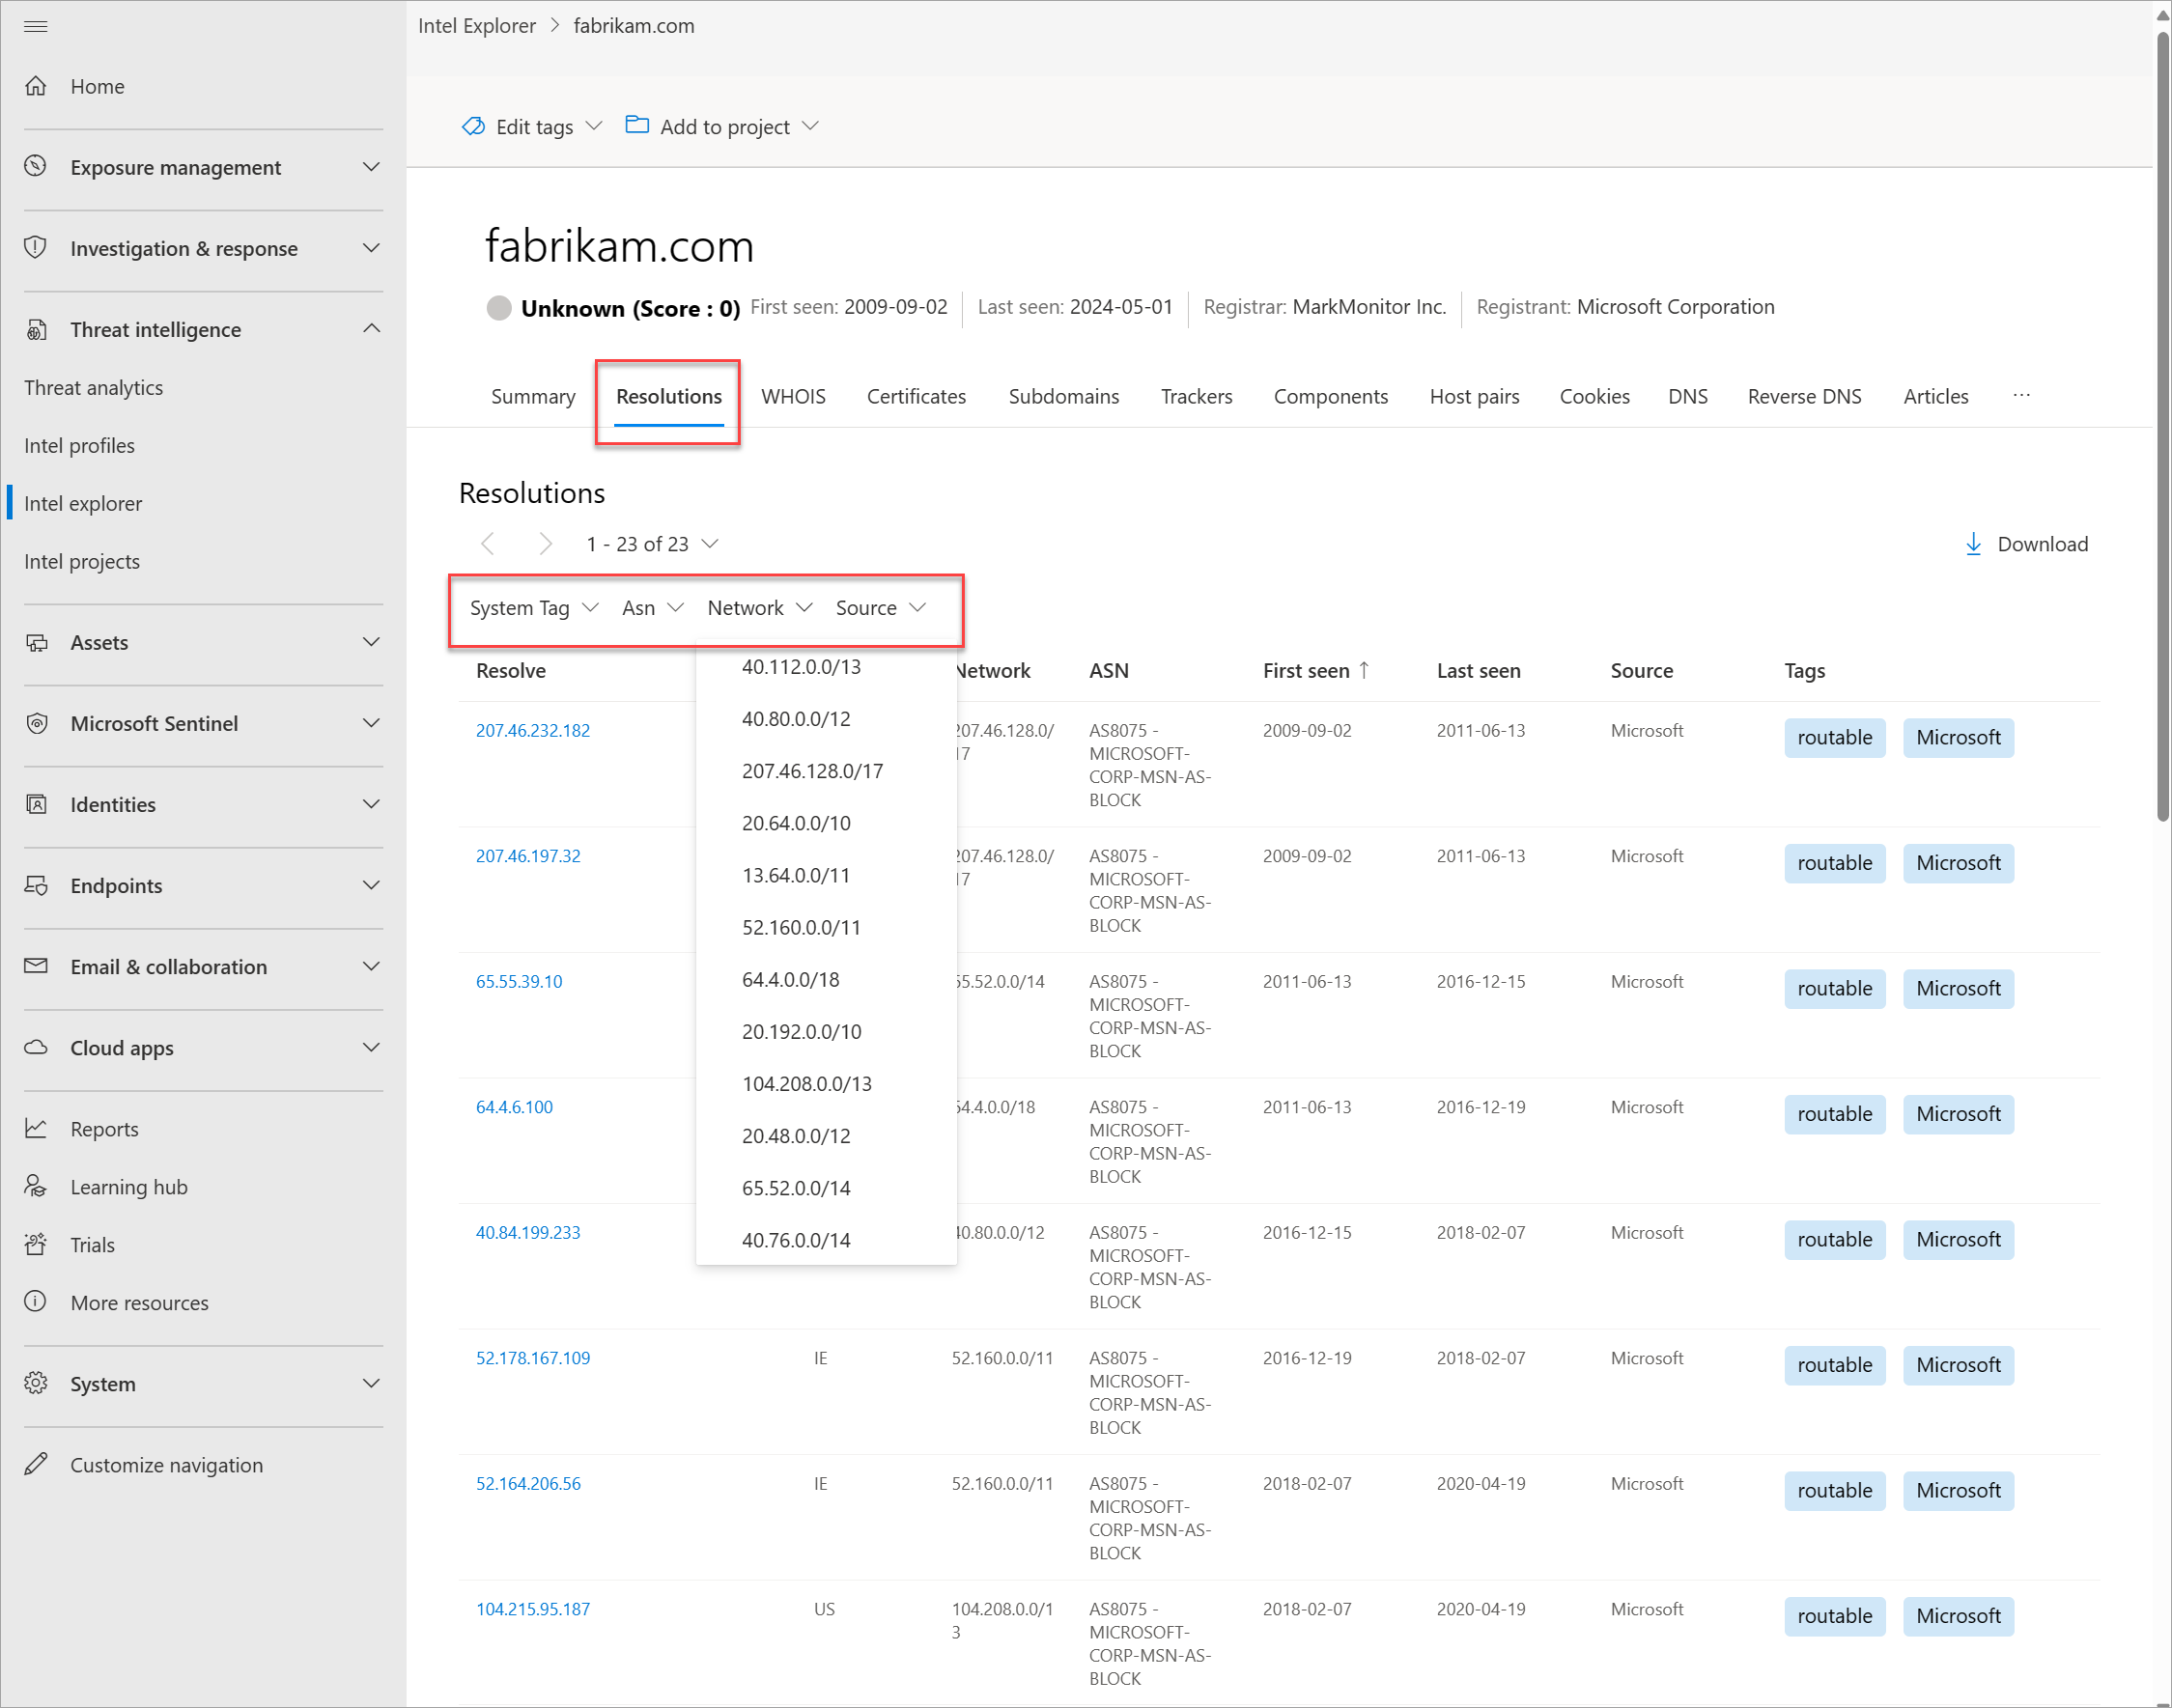 Intel Explorer > fabrikam.com
Home
Exposure management
Investigation & response
Threat intelligence
Threat analytics
Intel profiles
Intel explorer
Intel projects
Assets
Microsoft Sentinel
Identities
Endpoints
Email & collaboration
Cloud apps
Reports
Learning hub
Trials
More resources
System
Customize navigation
Edit tags Add to project
fabrikam.com
Unknown (Score : 0) First seen: 2009-09-02 Last seen: 2024-05-01 Registrar: MarkMonitor Inc. Registrant: Microsoft Corporation
Summary Resolutions WHOIS Certificates Subdomains Trackers Components Host pairs Cookies DNS Reverse DNS Articles ...
Resolutions
1 - 23 of 23 Download
System Tag Asn Network Source
40.112.0.0/13
40.80.0.0/12
207.46.128.0/17
20.64.0.0/10
13.64.0.0/11
52.160.0.0/11
64.4.0.0/18
20.192.0.0/10
104.208.0.0/13
20.48.0.0/12
65.52.0.0/14
40.76.0.0/14
Resolve Network ASN First seen ↑ Last seen Source Tags
207.46.232.182 207.46.128.0/ AS8075 - 2009-09-02 2011-06-13 Microsoft routable Microsoft
17 MICROSOFT-
CORP-MSN-AS-
BLOCK
207.46.197.32 207.46.128.0/ AS8075 - 2009-09-02 2011-06-13 Microsoft routable Microsoft
17 MICROSOFT-
CORP-MSN-AS-
BLOCK
65.55.39.10 65.52.0.0/14 AS8075 - 2011-06-13 2016-12-15 Microsoft routable Microsoft
MICROSOFT-
CORP-MSN-AS-
BLOCK
64.4.6.100 64.4.0.0/18 AS8075 - 2011-06-13 2016-12-19 Microsoft routable Microsoft
MICROSOFT-
CORP-MSN-AS-
BLOCK
40.84.199.233 40.80.0.0/12 AS8075 - 2016-12-15 2018-02-07 Microsoft routable Microsoft
MICROSOFT-
CORP-MSN-AS-
BLOCK
52.178.167.109 IE 52.160.0.0/11 AS8075 - 2016-12-19 2018-02-07 Microsoft routable Microsoft
MICROSOFT-
CORP-MSN-AS-
BLOCK
52.164.206.56 IE 52.160.0.0/11 AS8075 - 2018-02-07 2020-04-19 Microsoft routable Microsoft
MICROSOFT-
CORP-MSN-AS-
BLOCK
104.215.95.187 US 104.208.0.0/1 AS8075 - 2018-02-07 2020-04-19 Microsoft routable Microsoft
3 MICROSOFT-
CORP-MSN-AS-
BLOCK